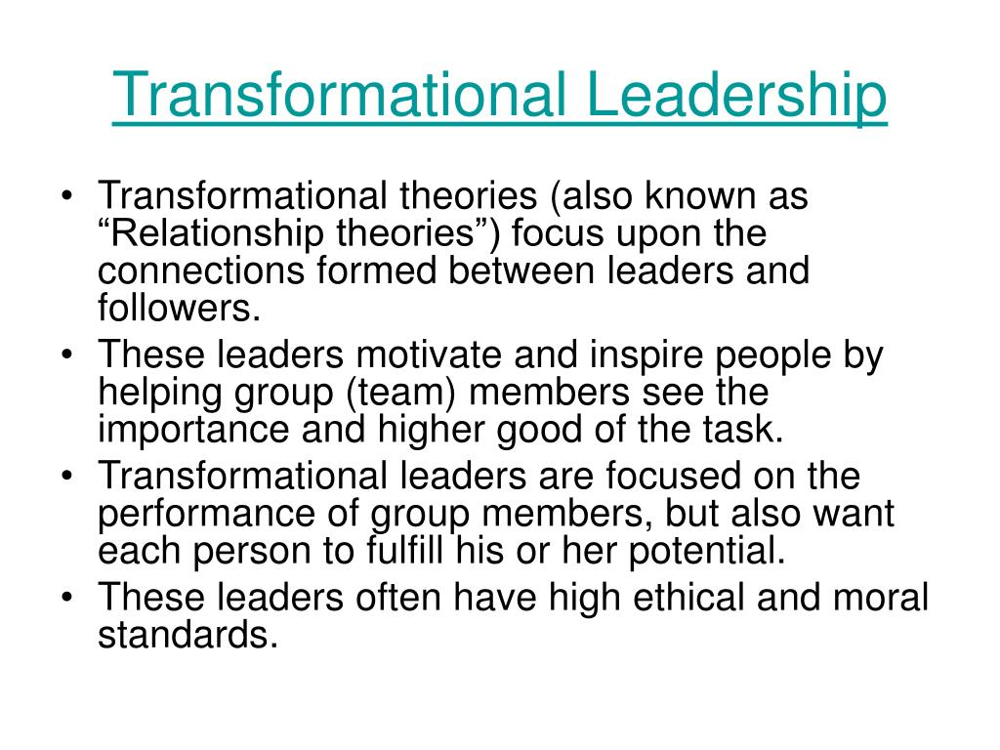 Transformational Leadership
• Transformational theories (also known as
“Relationship theories”) focus upon the
connections formed between leaders and
followers.
• These leaders motivate and inspire people by
helping group (team) members see the
importance and higher good of the task.
• Transformational leaders are focused on the
performance of group members, but also want
each person to fulfill his or her potential.
• These leaders often have high ethical and moral
standards.